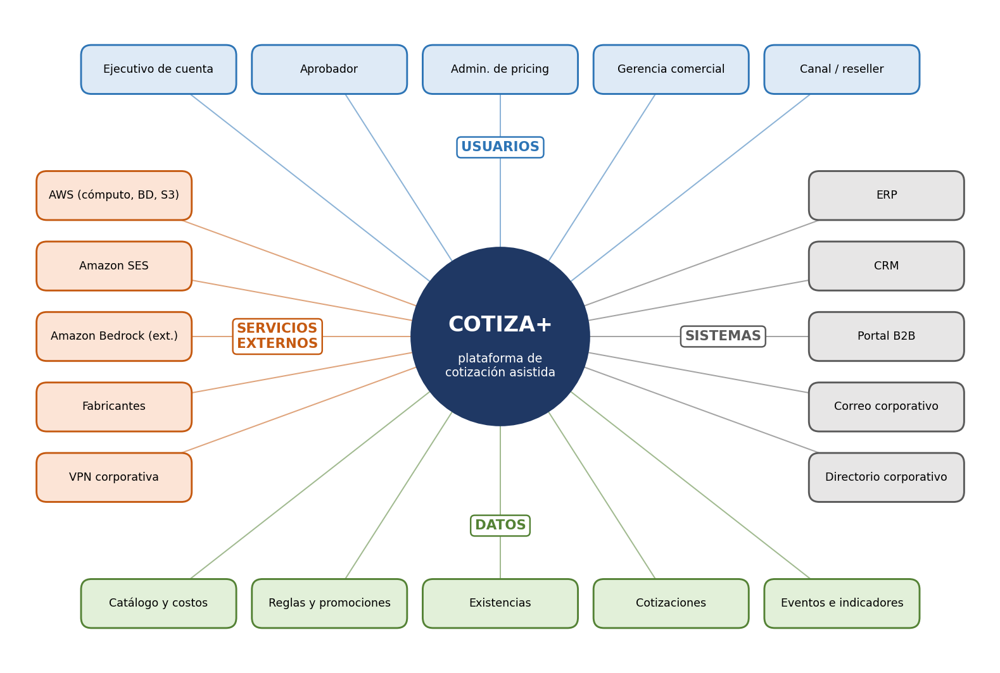 Ejecutivo de cuenta
Aprobador
Admin. de pricing
Gerencia comercial
Canal / reseller
USUARIOS
AWS (cómputo, BD, S3)
Amazon SES
Amazon Bedrock (ext.)
Fabricantes
VPN corporativa
SERVICIOS
EXTERNOS
COTIZA+
plataforma de
cotización asistida
SISTEMAS
ERP
CRM
Portal B2B
Correo corporativo
Directorio corporativo
DATOS
Catálogo y costos
Reglas y promociones
Existencias
Cotizaciones
Eventos e indicadores